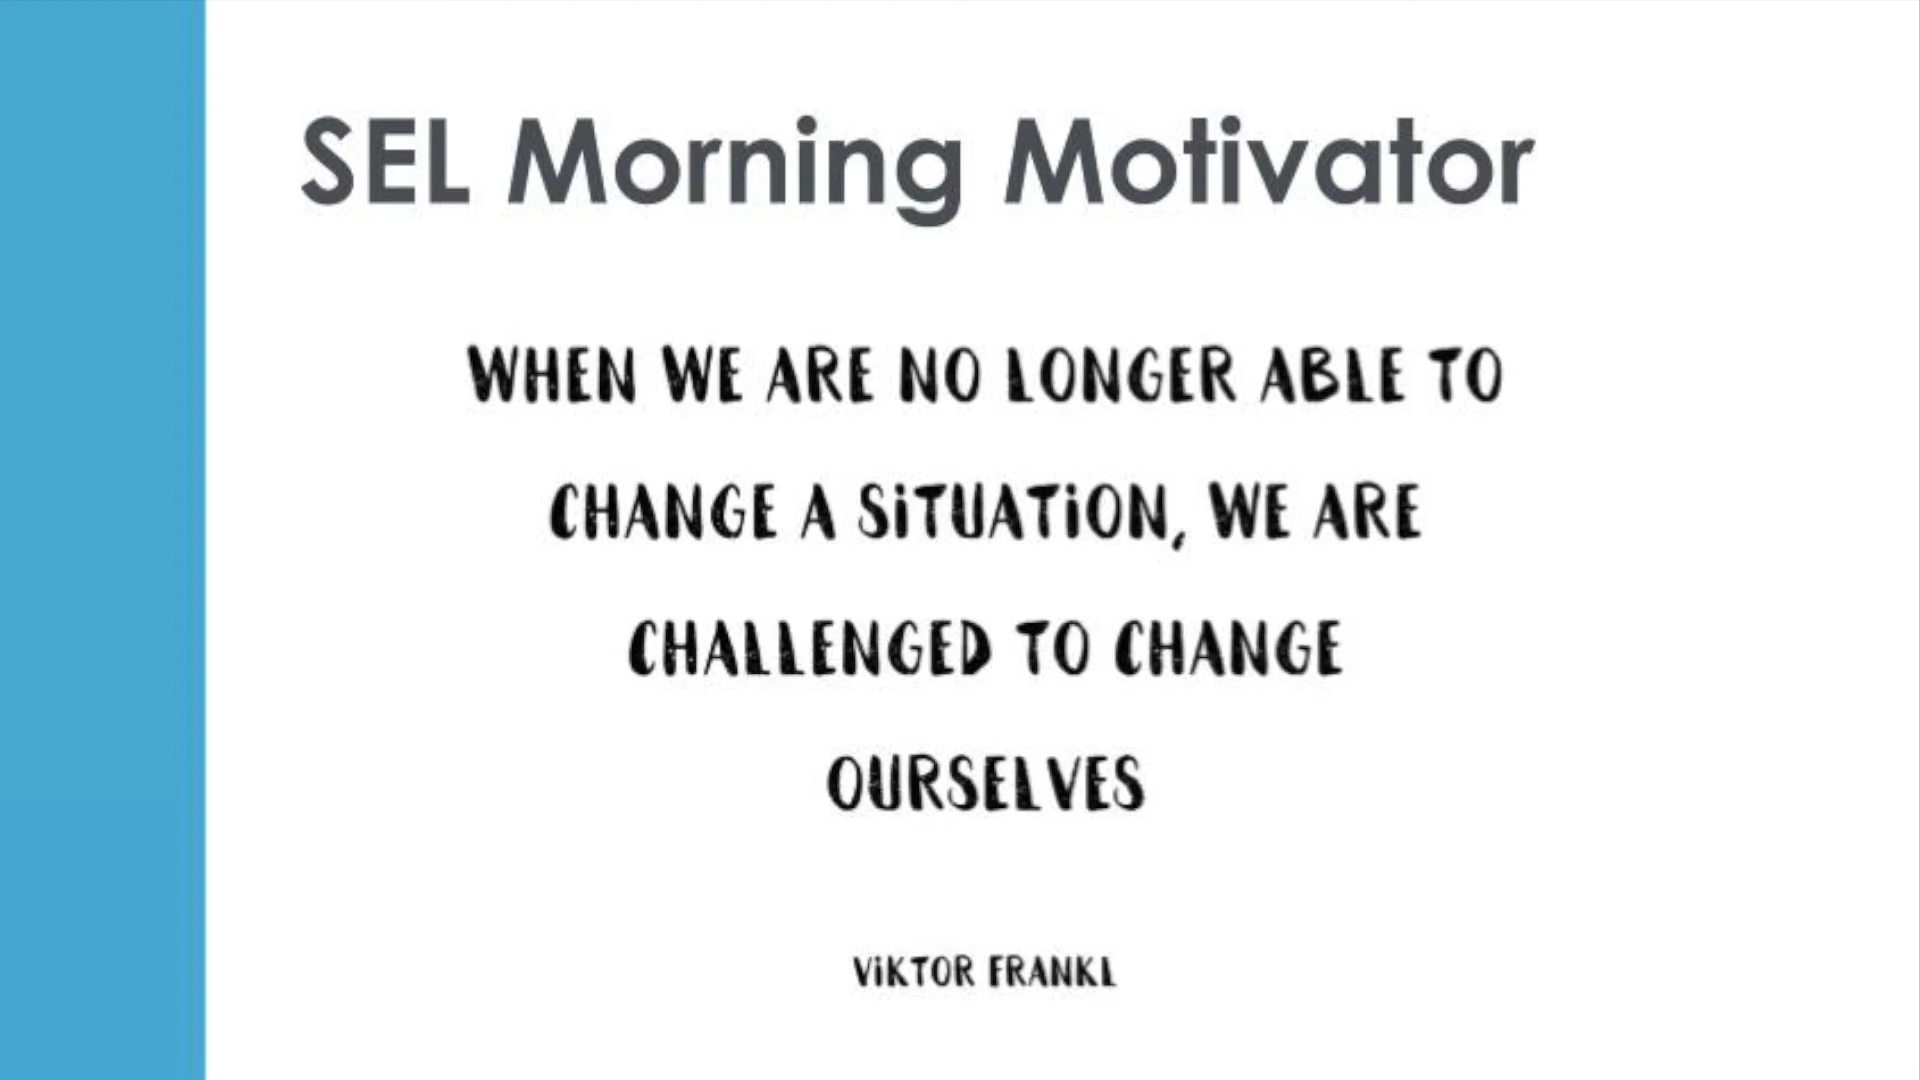 SEL Morning Motivator
WHEN WE ARE NO LONGER ABLE TO
CHANGE A SiTUATiON, WE ARE
CHALLENGED TO CHANGE
OURSELVES
ViKTOR FRANKL